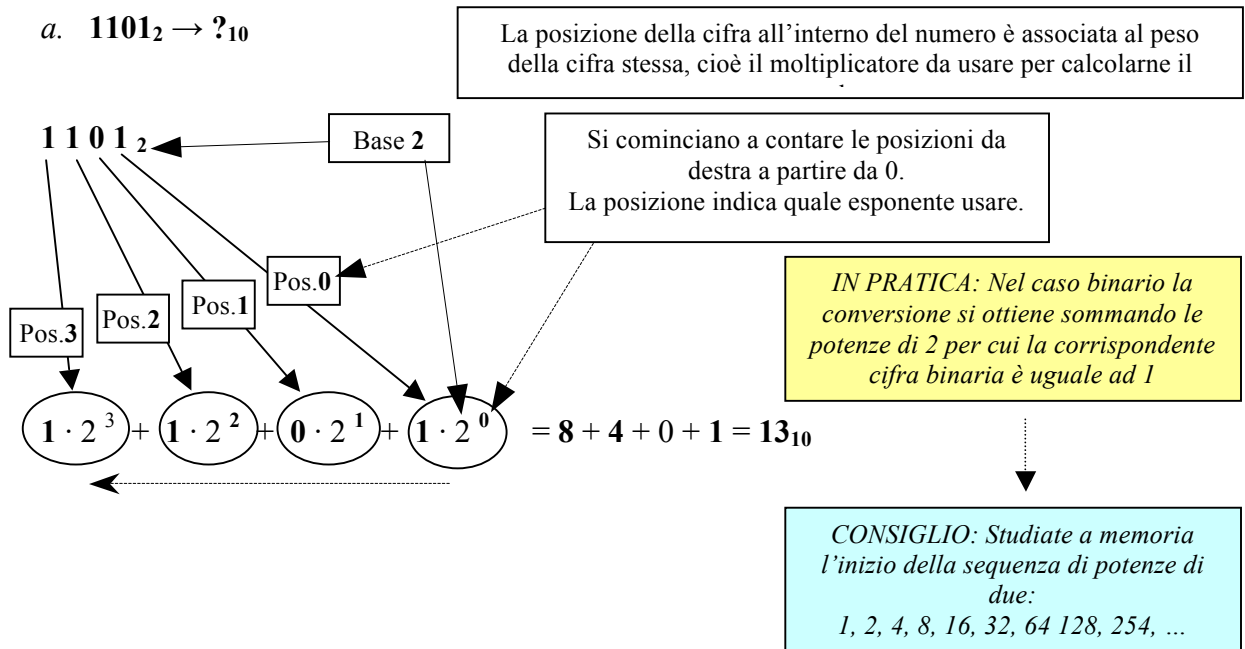 a. 1101₂ → ?₁₀
La posizione della cifra all'interno del numero è associata al peso
della cifra stessa, cioè il moltiplicatore da usare per calcolarne il
1 1 0 1 ₂
Base 2
Si cominciano a contare le posizioni da
destra a partire da 0.
La posizione indica quale esponente usare.
Pos.3
Pos.2
Pos.1
Pos.0
1 · 2³ + 1 · 2² + 0 · 2¹ + 1 · 2⁰ = 8 + 4 + 0 + 1 = 13₁₀
IN PRATICA: Nel caso binario la
conversione si ottiene sommando le
potenze di 2 per cui la corrispondente
cifra binaria è uguale ad 1
CONSIGLIO: Studiate a memoria
l'inizio della sequenza di potenze di
due:
1, 2, 4, 8, 16, 32, 64 128, 254, ...